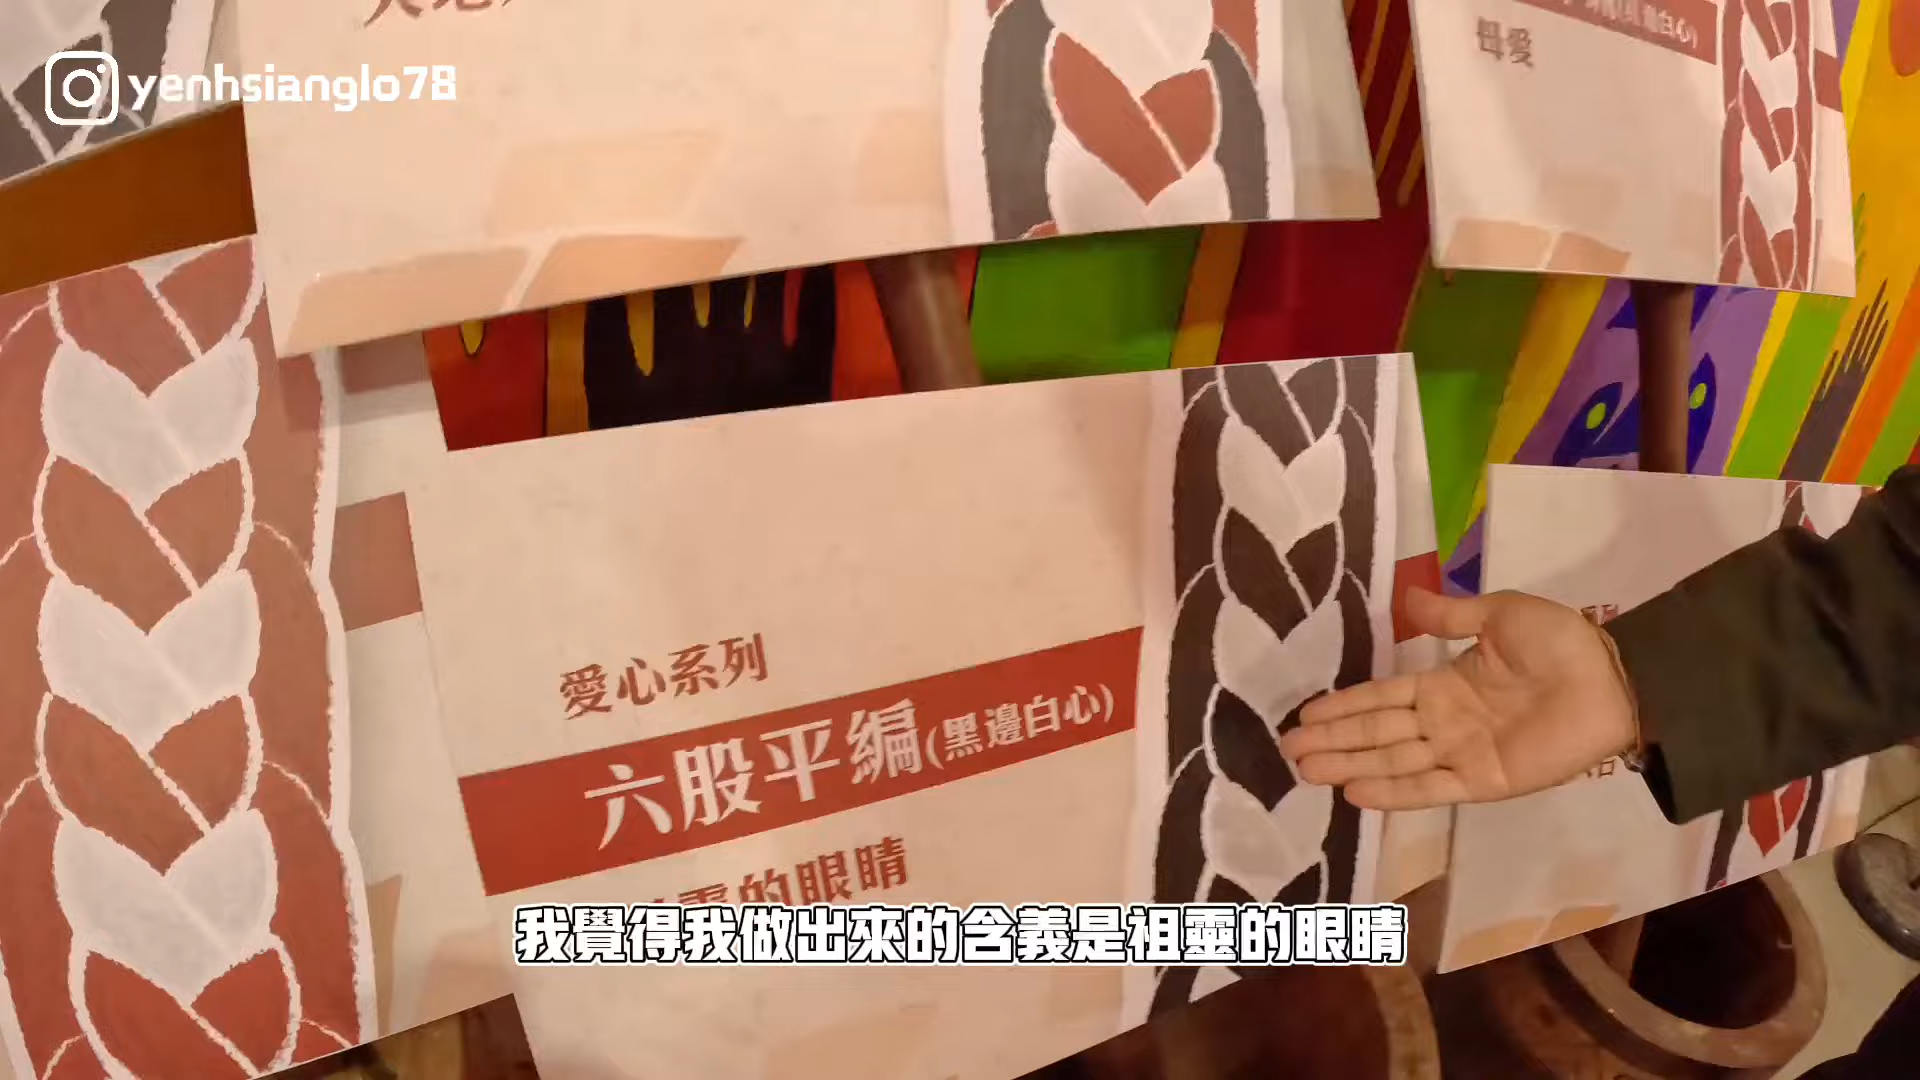 yenhsianglo78
母愛
愛心系列
六股平編(黑邊白心)
靈的眼睛
我覺得我做出來的含義是祖靈的眼睛